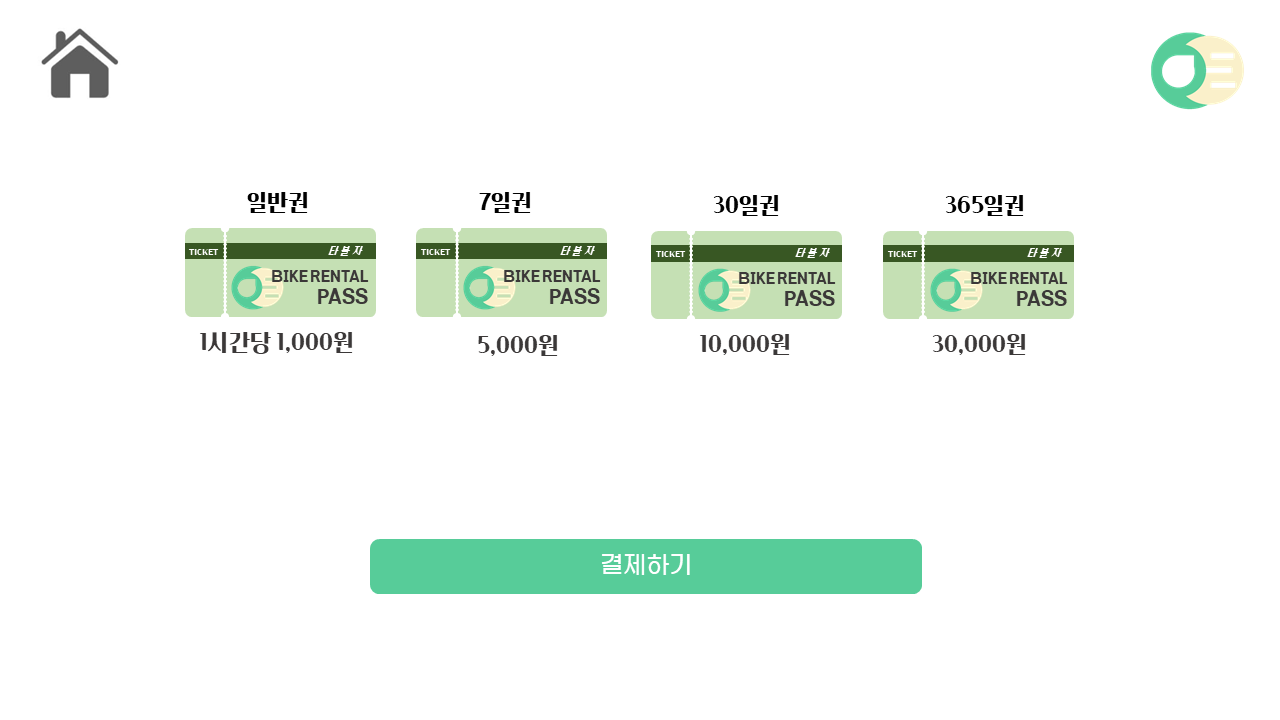 일반권
TICKET
타볼자
BIKE RENTAL
PASS
1시간당 1,000원
7일권
TICKET
타볼자
BIKE RENTAL
PASS
5,000원
30일권
TICKET
타볼자
BIKE RENTAL
PASS
10,000원
365일권
TICKET
타볼자
BIKE RENTAL
PASS
30,000원
결제하기